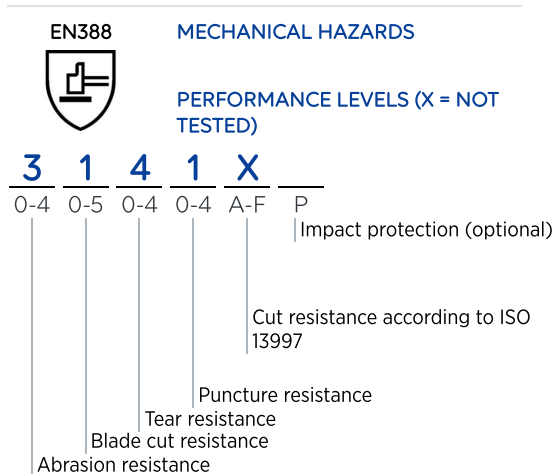 EN388
MECHANICAL HAZARDS
PERFORMANCE LEVELS (X = NOT
TESTED)
3 1 4 1 X
0-4 0-5 0-4 0-4 A-F P
Impact protection (optional)
Cut resistance according to ISO
13997
Puncture resistance
Tear resistance
Blade cut resistance
Abrasion resistance